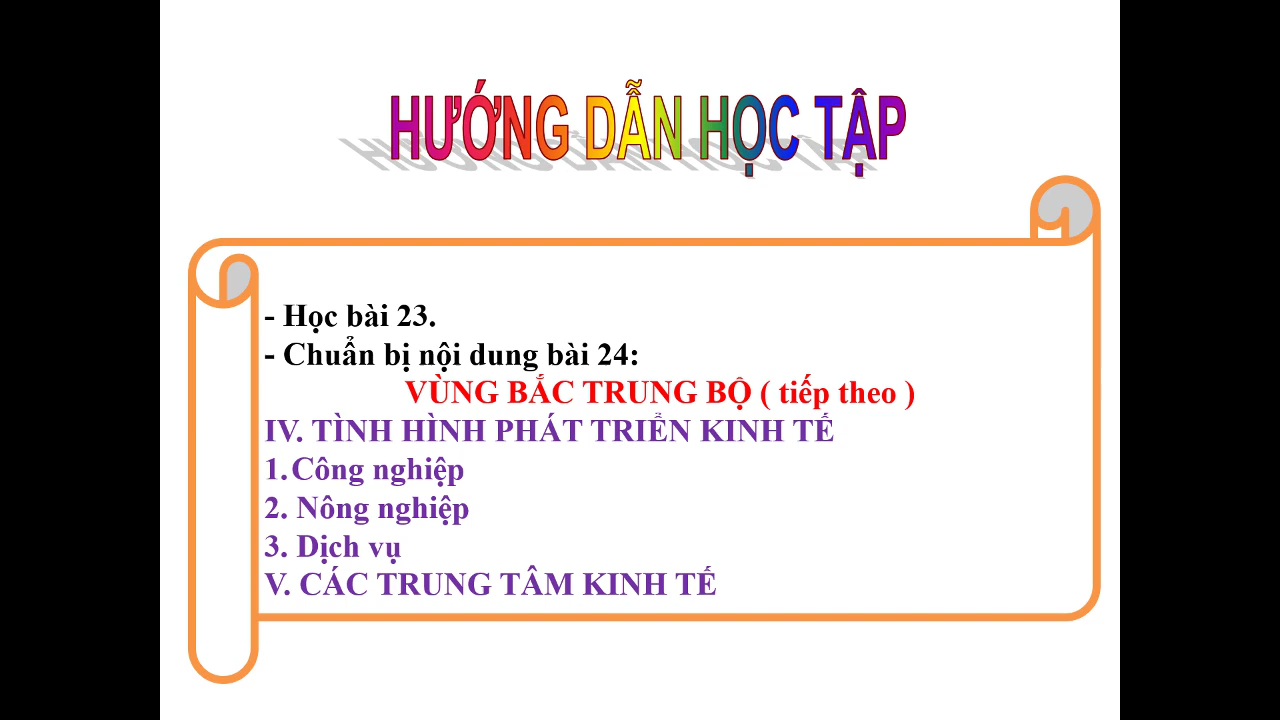 HƯỚNG DẪN HỌC TẬP
- Học bài 23.
- Chuẩn bị nội dung bài 24:
VÙNG BẮC TRUNG BỘ ( tiếp theo )
IV. TÌNH HÌNH PHÁT TRIỂN KINH TẾ
1. Công nghiệp
2. Nông nghiệp
3. Dịch vụ
V. CÁC TRUNG TÂM KINH TẾ